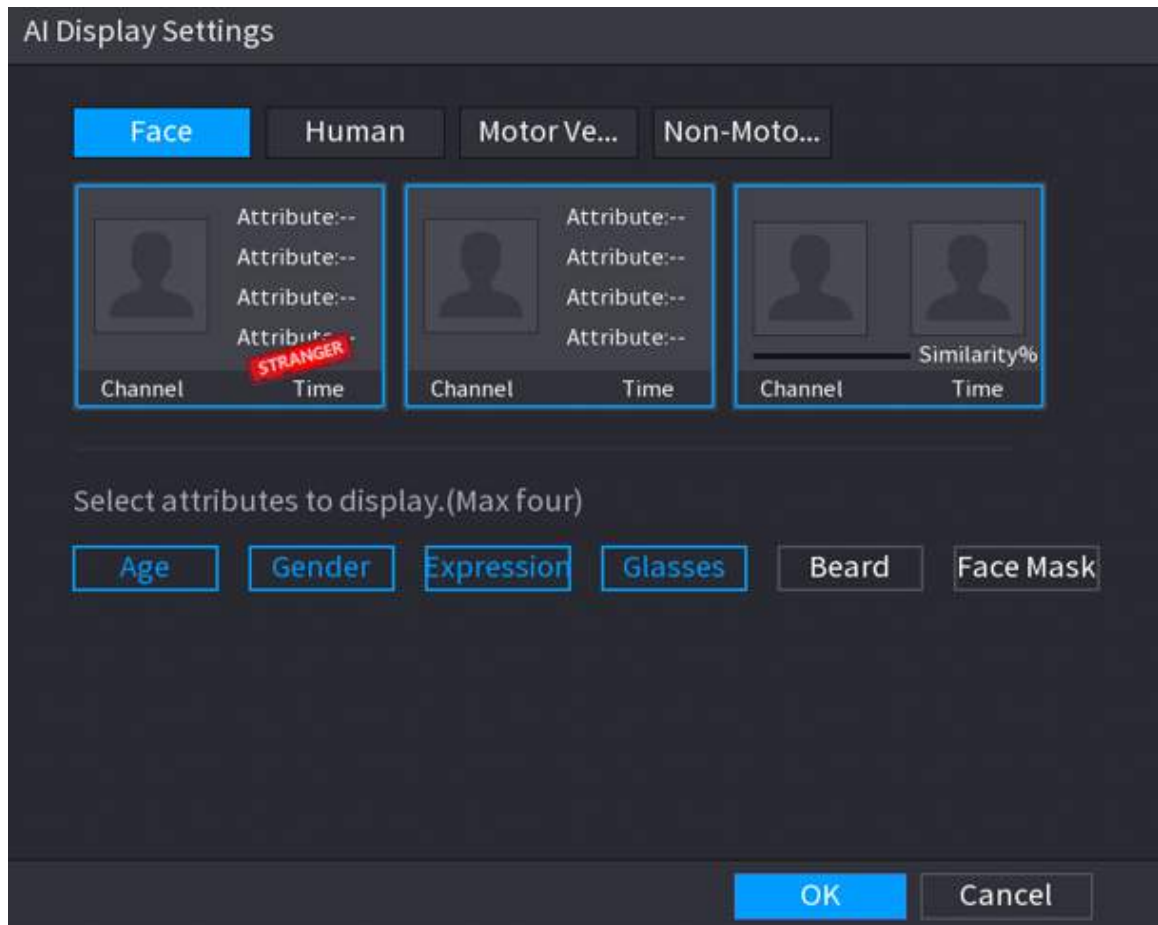 AI Display Settings
Face Human Motor Ve... Non-Moto...
Attribute:-- Attribute:--
Attribute:-- Attribute:--
Attribute:-- Attribute:--
Attribute:-- Attribute:--
STRANGER Similarity%
Channel Time Channel Time Channel Time
Select attributes to display.(Max four)
Age Gender Expression Glasses Beard Face Mask
OK Cancel